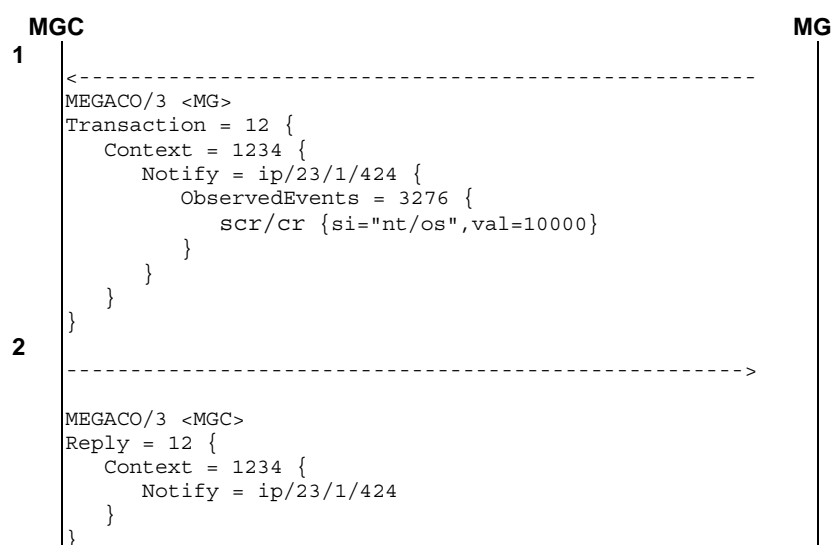 MGC MG
1
<-----------------------------------------------------
MEGACO/3 <MG>
Transaction = 12 {
   Context = 1234 {
      Notify = ip/23/1/424 {
         ObservedEvents = 3276 {
            scr/cr {si="nt/os",val=10000}
         }
      }
   }
}
2
----------------------------------------------------->
MEGACO/3 <MGC>
Reply = 12 {
   Context = 1234 {
      Notify = ip/23/1/424
   }
}